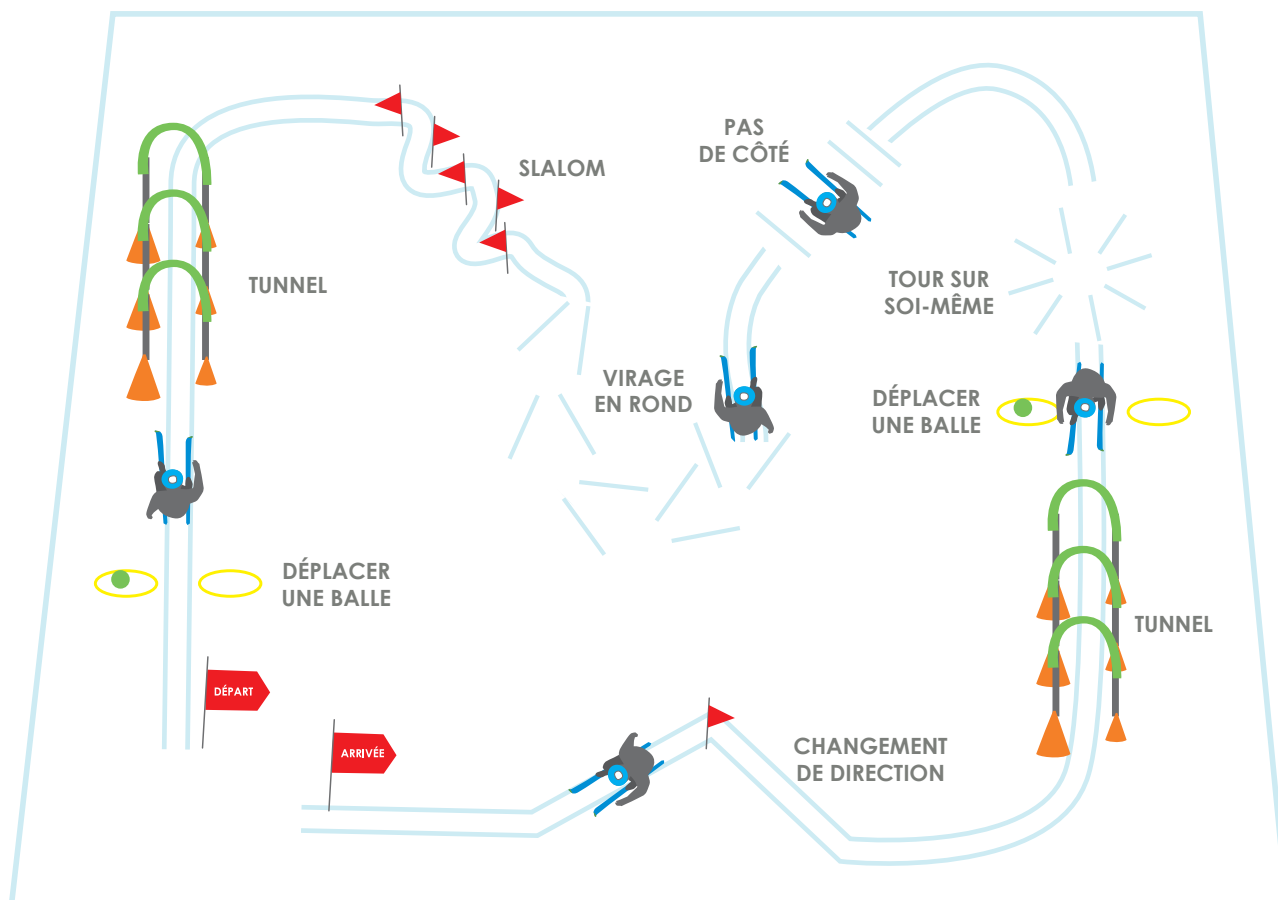 PAS
DE CÔTÉ
SLALOM
TUNNEL
TOUR SUR
SOI-MÊME
VIRAGE
EN ROND
DÉPLACER
UNE BALLE
DÉPLACER
UNE BALLE
TUNNEL
DÉPART
ARRIVÉE
CHANGEMENT
DE DIRECTION